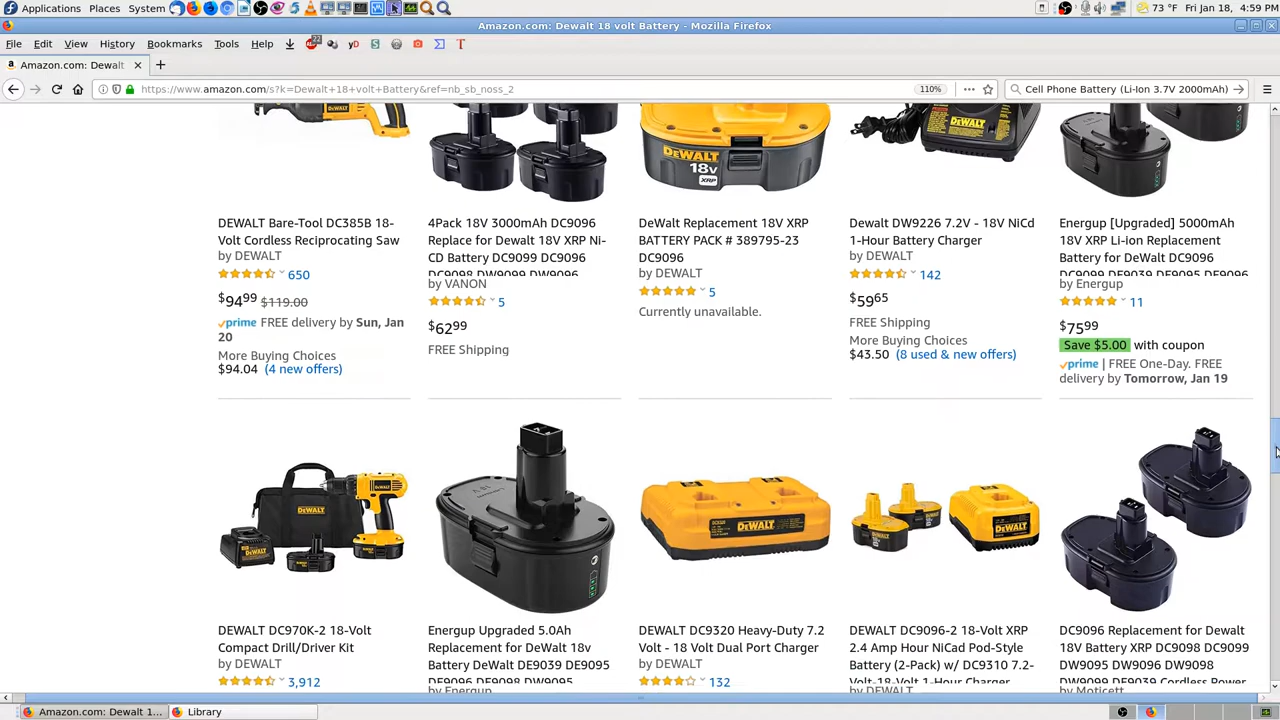 Applications Places System
73 °F Fri Jan 18, 4:59 PM
Amazon.com: Dewalt 18 volt Battery - Mozilla Firefox
File Edit View History Bookmarks Tools Help
Amazon.com: Dewalt
https://www.amazon.com/s?k=Dewalt+18+volt+Battery&ref=nb_sb_noss_2
110%
Cell Phone Battery (Li-Ion 3.7V 2000mAh)
DEWALT Bare-Tool DC385B 18-
Volt Cordless Reciprocating Saw
by DEWALT
650
$94.99 $119.00
prime FREE delivery by Sun, Jan
20
More Buying Choices
$94.04 (4 new offers)
4Pack 18V 3000mAh DC9096
Replace for Dewalt 18V XRP Ni-
CD Battery DC9099 DC9096
DC9098 DW9099 DW9096
by VANON
5
$62.99
FREE Shipping
DEWALT
18v
XRP
DeWalt Replacement 18V XRP
BATTERY PACK # 389795-23
DC9096
by DEWALT
5
Currently unavailable.
DEWALT
Dewalt DW9226 7.2V - 18V NiCd
1-Hour Battery Charger
by DEWALT
142
$59.65
FREE Shipping
More Buying Choices
$43.50 (8 used & new offers)
Energup [Upgraded] 5000mAh
18V XRP Li-ion Replacement
Battery for DeWalt DC9096
DC9099 DE9039 DE9095 DE9096
by Energup
11
$75.99
Save $5.00 with coupon
prime | FREE One-Day. FREE
delivery by Tomorrow, Jan 19
DEWALT
DEWALT DC970K-2 18-Volt
Compact Drill/Driver Kit
by DEWALT
3,912
Energup Upgraded 5.0Ah
Replacement for DeWalt 18v
Battery DeWalt DE9039 DE9095
DE9096 DE9098 DW9095
by Energup
DEWALT
DEWALT DC9320 Heavy-Duty 7.2
Volt - 18 Volt Dual Port Charger
by DEWALT
132
DEWALT
DEWALT DC9096-2 18-Volt XRP
2.4 Amp Hour NiCad Pod-Style
Battery (2-Pack) w/ DC9310 7.2-
Volt-18-Volt 1-Hour Charger
by DEWALT
DC9096 Replacement for Dewalt
18V Battery XRP DC9098 DC9099
DW9095 DW9096 DW9098
DW9099 DE9039 Cordless Power
by Moticett
Amazon.com: Dewalt 1...
Library